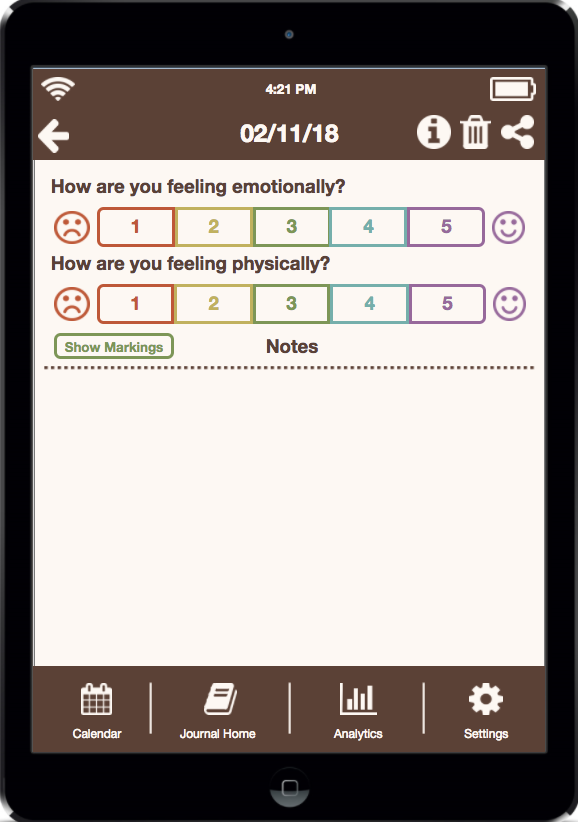 4:21 PM
02/11/18
How are you feeling emotionally?
1 2 3 4 5
How are you feeling physically?
1 2 3 4 5
Show Markings Notes
Calendar Journal Home Analytics Settings